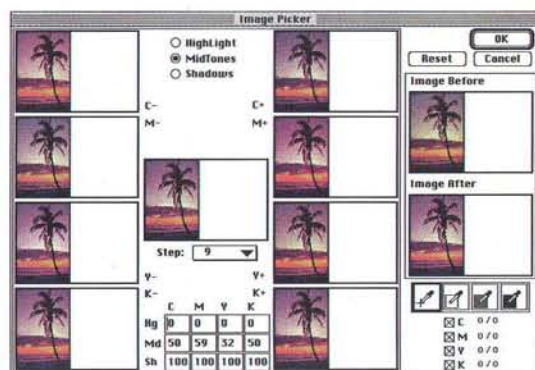 Image Picker
HighLight
MidTones
Shadows
C-
C+
M-
M+
Step: 9
Y-
Y+
K-
K+
C M Y K
Hg 0 0 0 0
Md 50 59 32 50
Sh 100 100 100 100
OK
Reset
Cancel
Image Before
Image After
C 0/0
M 0/0
Y 0/0
K 0/0